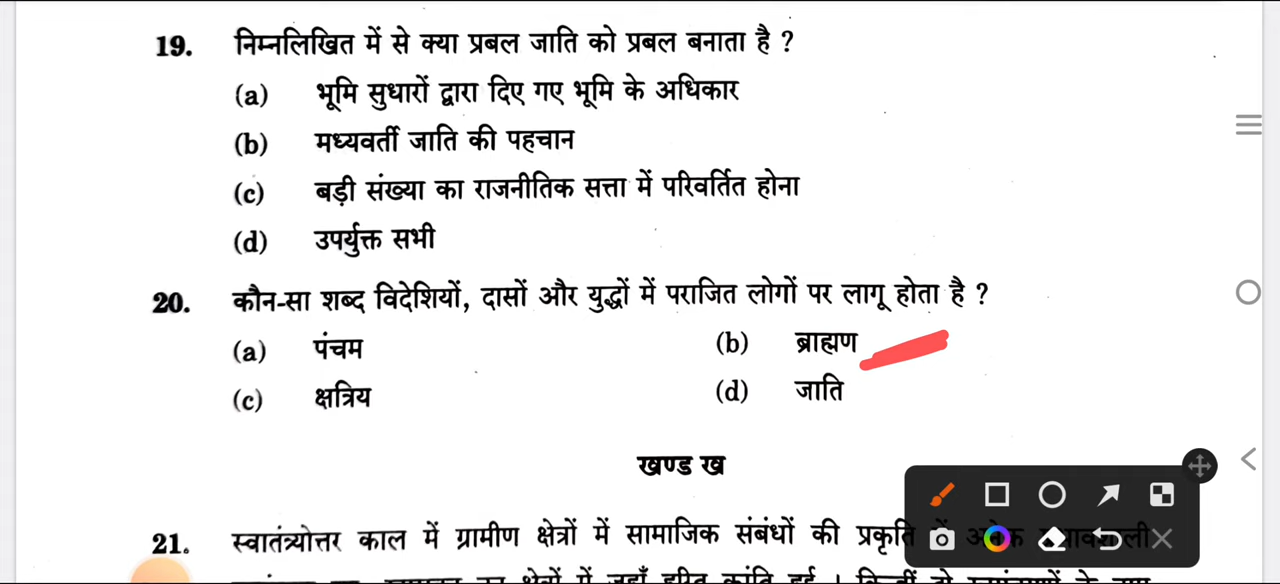 19. निम्नलिखित में से क्या प्रबल जाति को प्रबल बनाता है ?
(a) भूमि सुधारों द्वारा दिए गए भूमि के अधिकार
(b) मध्यवर्ती जाति की पहचान
(c) बड़ी संख्या का राजनीतिक सत्ता में परिवर्तित होना
(d) उपर्युक्त सभी
20. कौन-सा शब्द विदेशियों, दासों और युद्धों में पराजित लोगों पर लागू होता है ?
(a) पंचम (b) ब्राह्मण
(c) क्षत्रिय (d) जाति
खण्ड ख
21. स्वातंत्र्योत्तर काल में ग्रामीण क्षेत्रों में सामाजिक संबंधों की प्रकृति